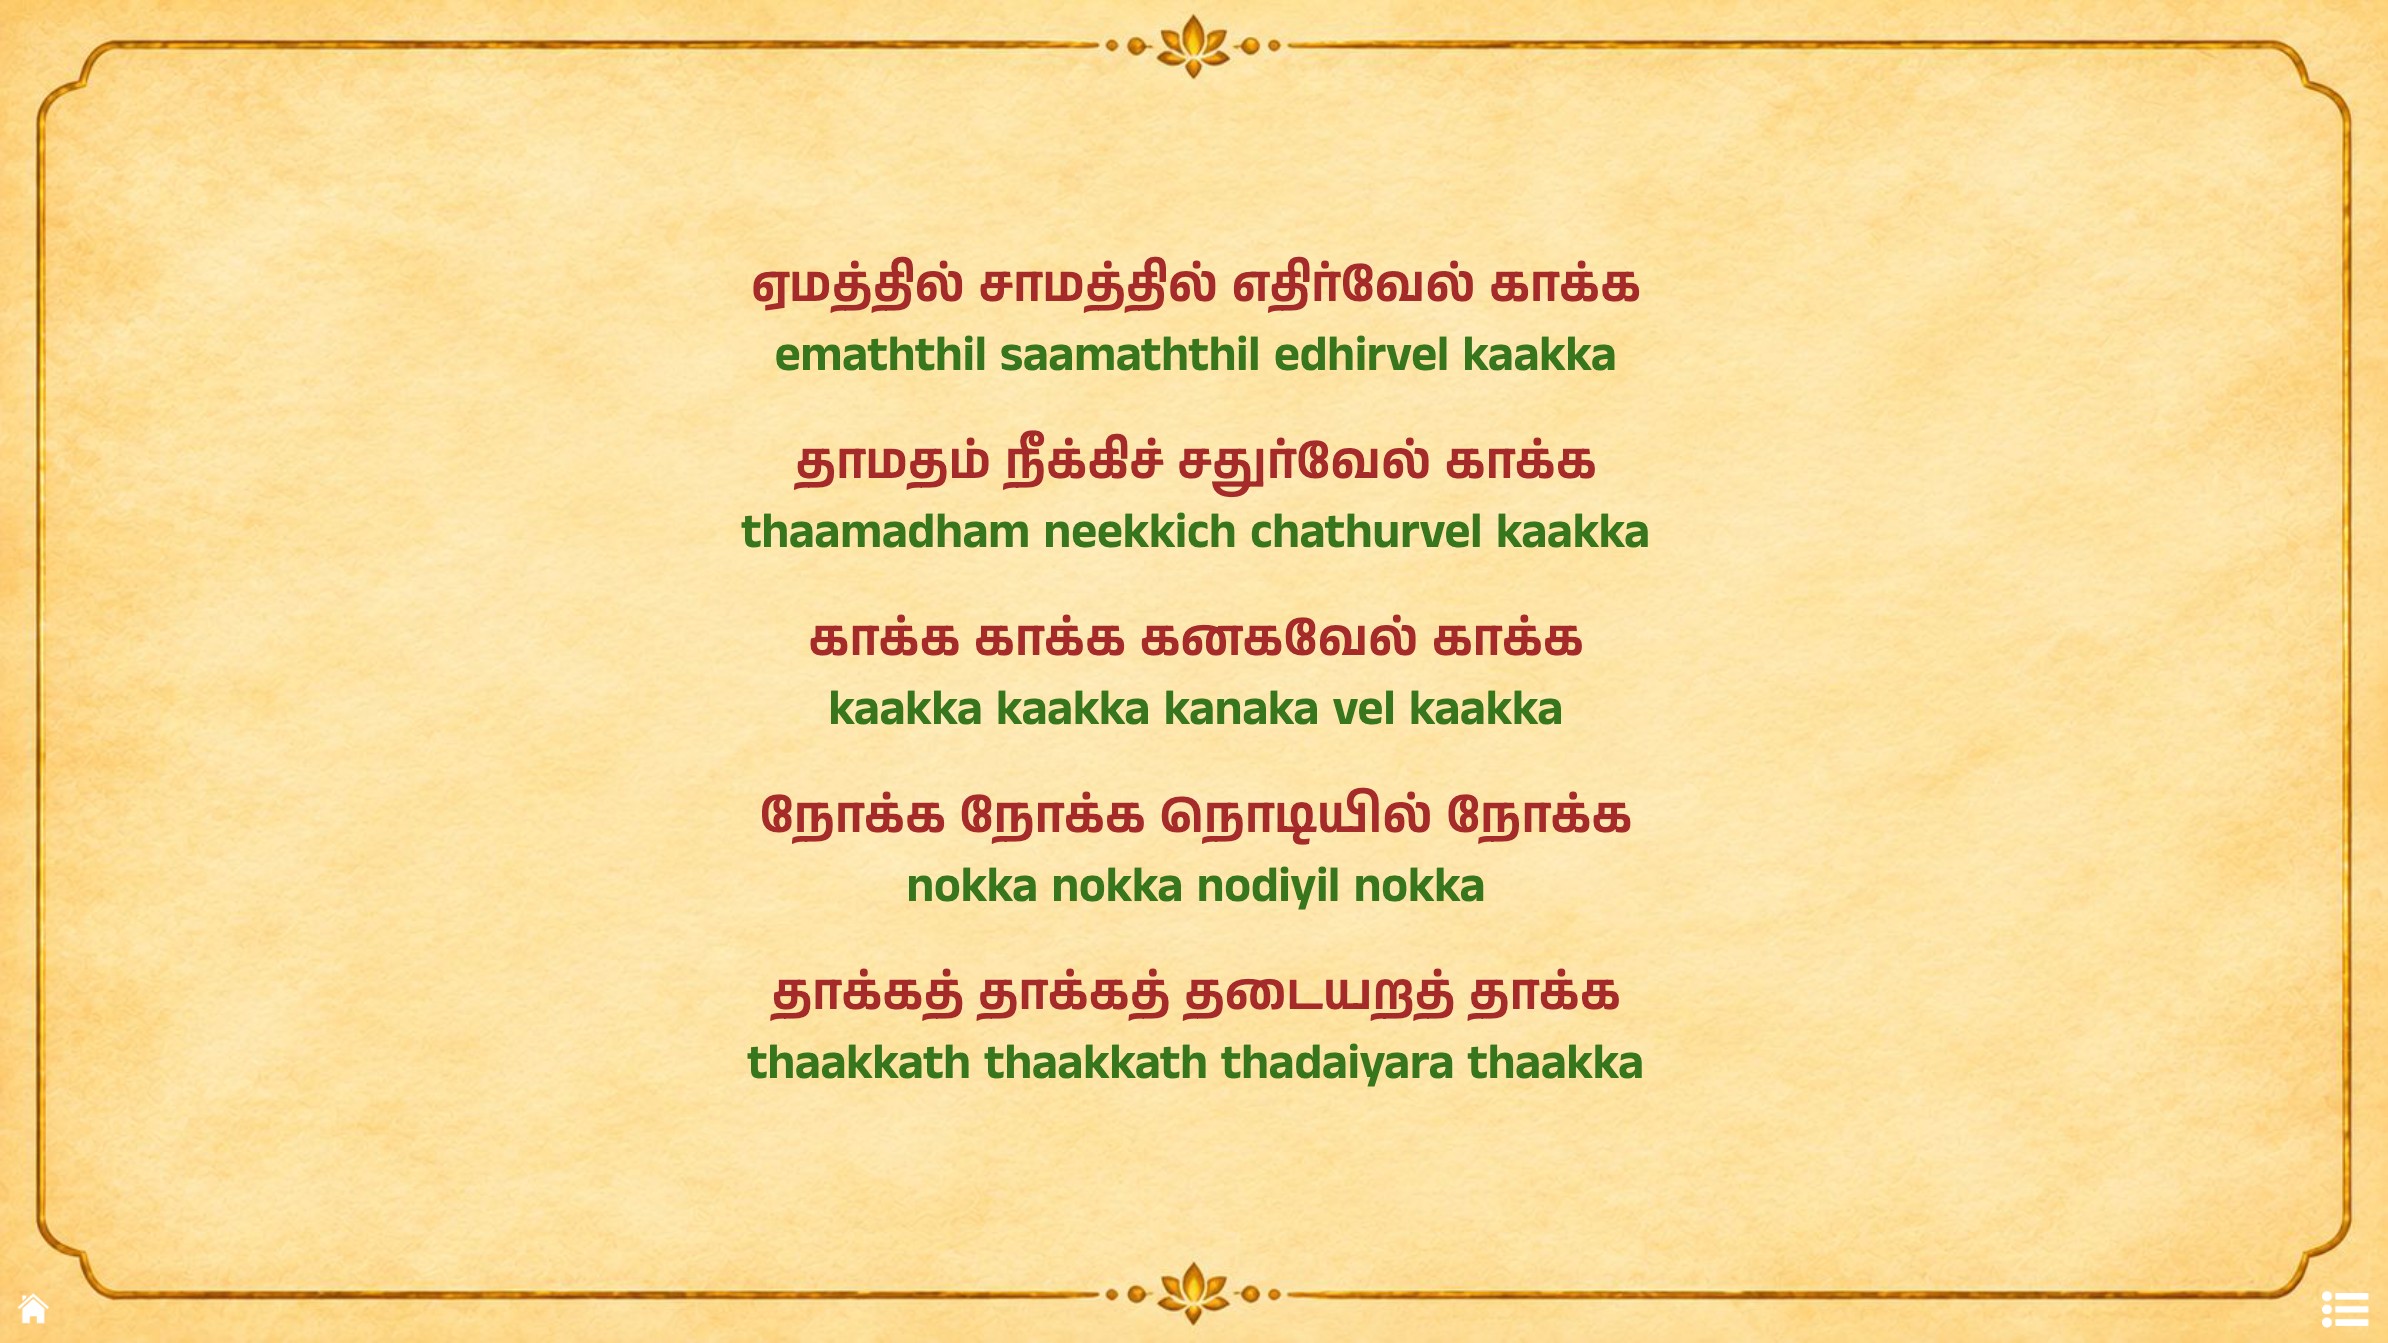 ஏமத்தில் சாமத்தில் எதிர்வேல் காக்க
emaththil saamaththil edhirvel kaakka
தாமதம் நீக்கிச் சதுர்வேல் காக்க
thaamadham neekkich chathurvel kaakka
காக்க காக்க கனகவேல் காக்க
kaakka kaakka kanaka vel kaakka
நோக்க நோக்க நொடியில் நோக்க
nokka nokka nodiyil nokka
தாக்கத் தாக்கத் தடையறத் தாக்க
thaakkath thaakkath thadaiyara thaakka